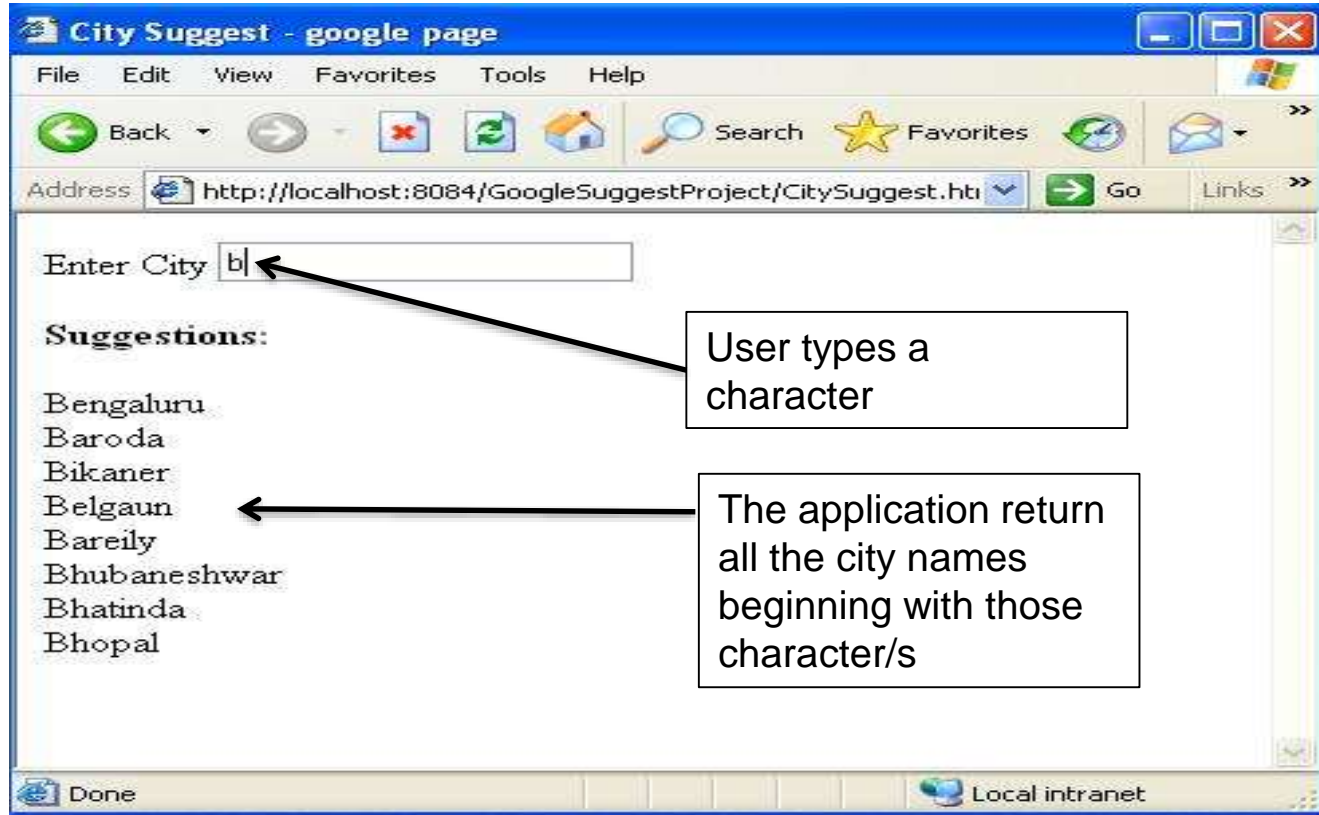 City Suggest - google page
File Edit View Favorites Tools Help
Back Search Favorites »
Address http://localhost:8084/GoogleSuggestProject/CitySuggest.htr Go Links »
Enter City b
Suggestions:
User types a
character
Bengaluru
Baroda
Bikaner
Belgaun
Bareily
Bhubaneshwar
Bhatinda
Bhopal
The application return
all the city names
beginning with those
character/s
Done Local intranet